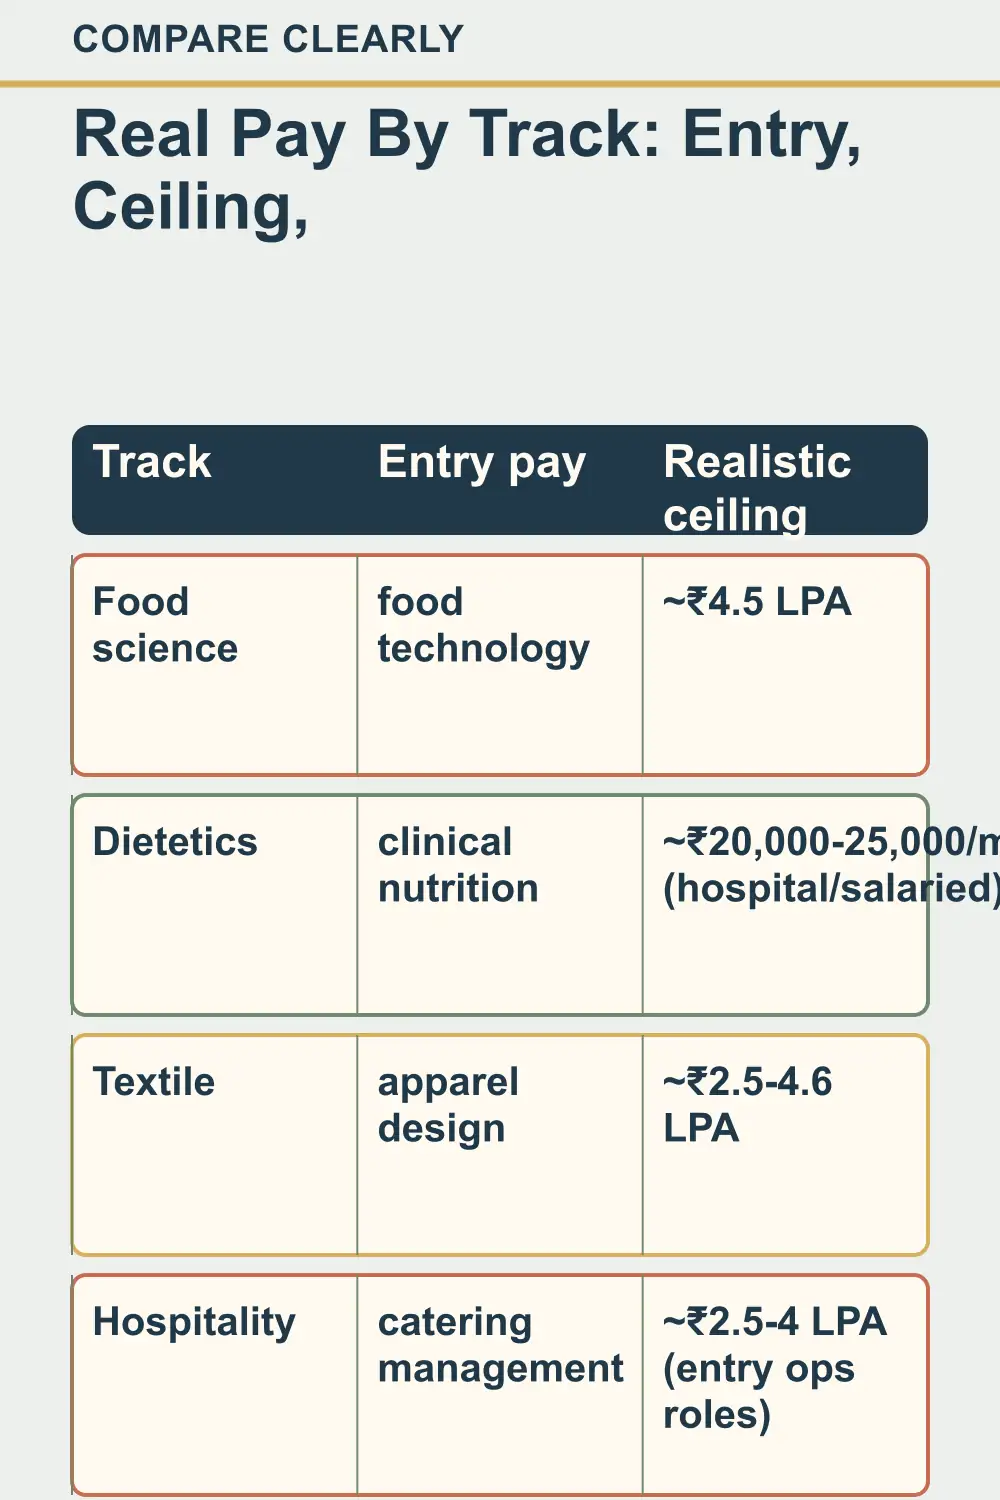 COMPARE CLEARLY
Real Pay By Track: Entry,
Ceiling,
Track
Entry pay
Realistic
ceiling
Food
science
food
technology
~₹4.5 LPA
Dietetics
clinical
nutrition
~₹20,000-25,000/m
(hospital/salaried)
Textile
apparel
design
~₹2.5-4.6
LPA
Hospitality
catering
management
~₹2.5-4 LPA
(entry ops
roles)